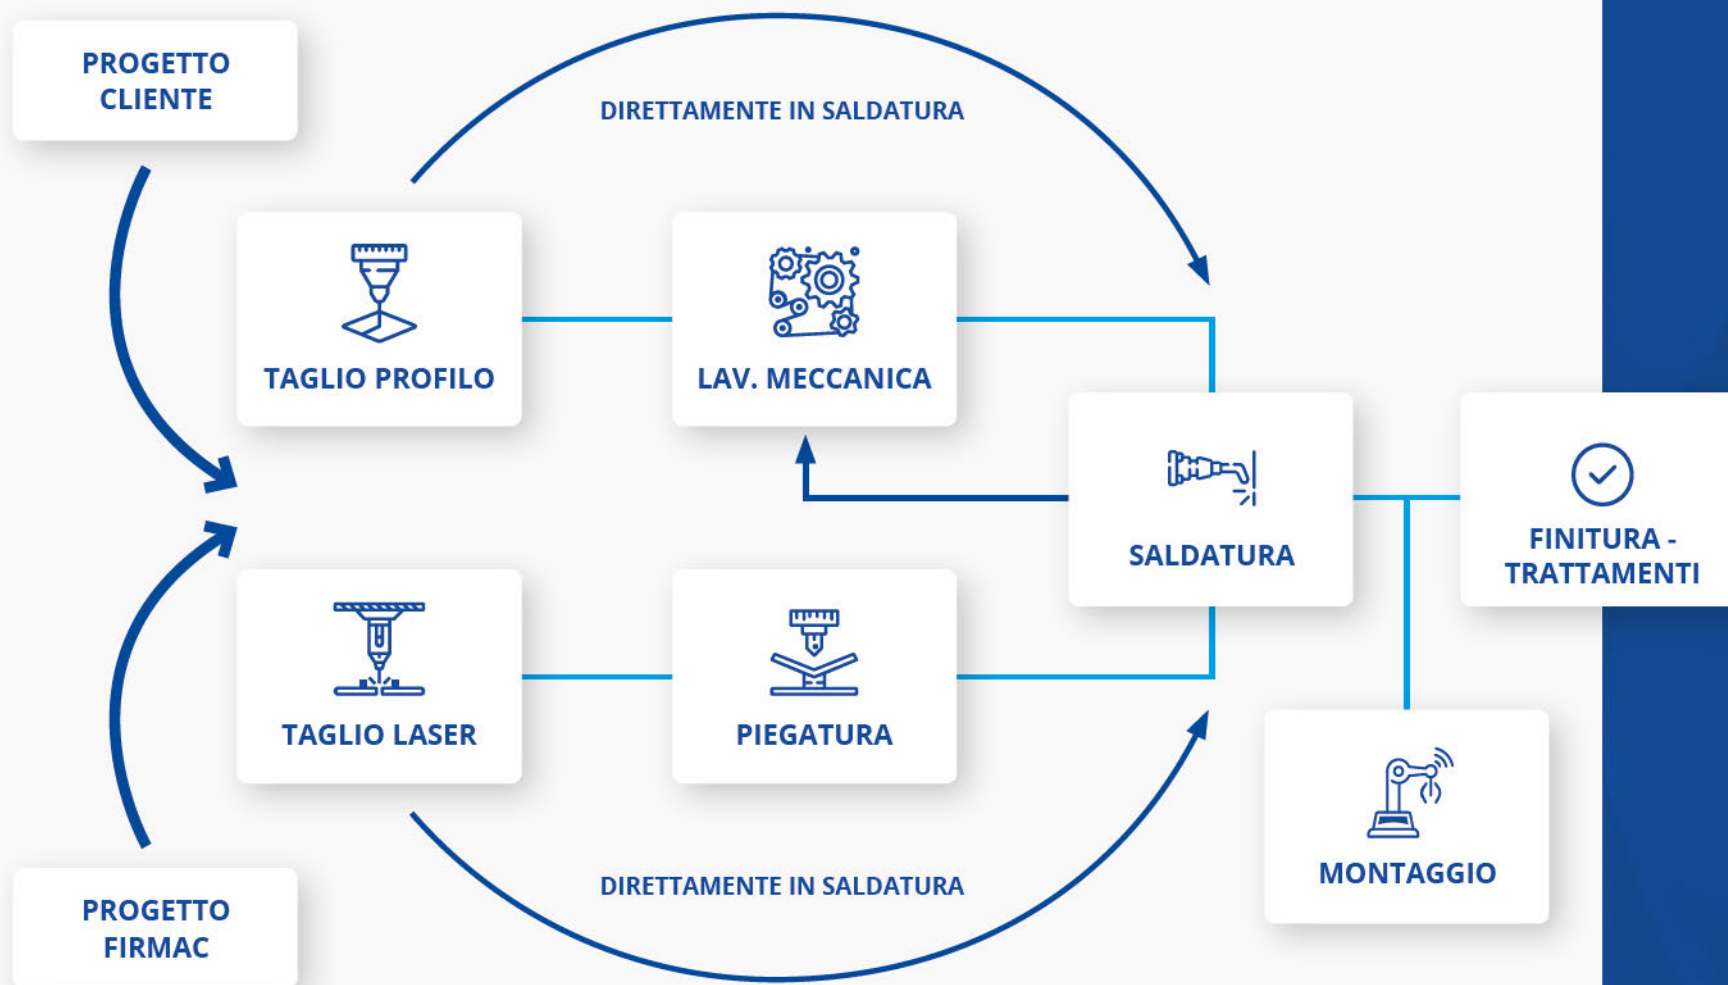 PROGETTO
CLIENTE
DIRETTAMENTE IN SALDATURA
TAGLIO PROFILO
LAV. MECCANICA
SALDATURA
FINITURA -
TRATTAMENTI
TAGLIO LASER
PIEGATURA
MONTAGGIO
DIRETTAMENTE IN SALDATURA
PROGETTO
FIRMAC